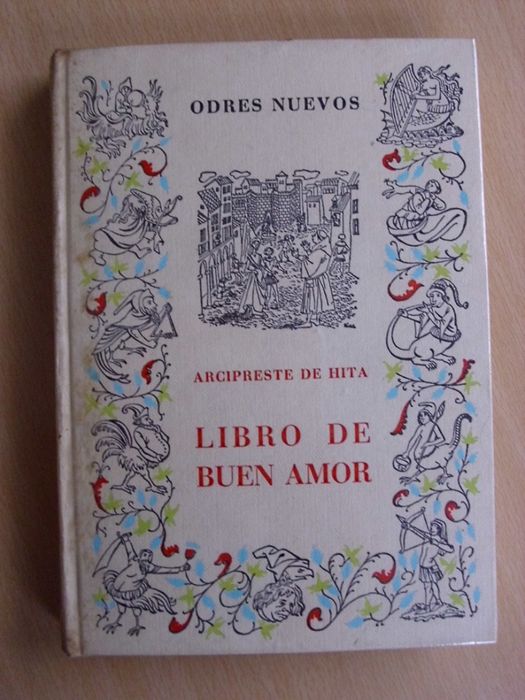 ODRES NUEVOS
ARCIPRESTE DE HITA
LIBRO DE
BUEN AMOR